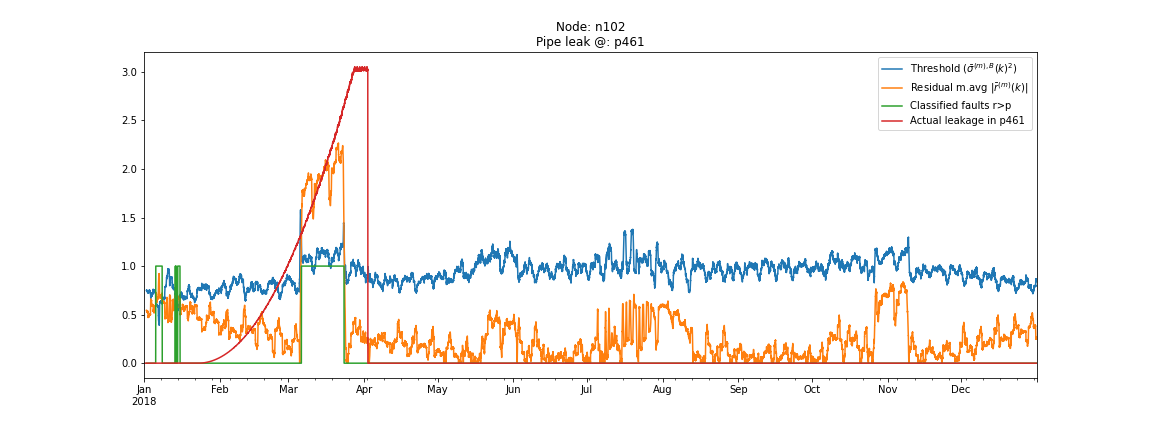 Node: n102
Pipe leak @: p461
3.0
2.5
2.0
1.5
1.0
0.5
0.0
Threshold (σ̄^{(m),B}(k)²)
Residual m.avg |r̄^{(m)}(k)|
Classified faults r>p
Actual leakage in p461
Jan Feb Mar Apr May Jun Jul Aug Sep Oct Nov Dec
2018